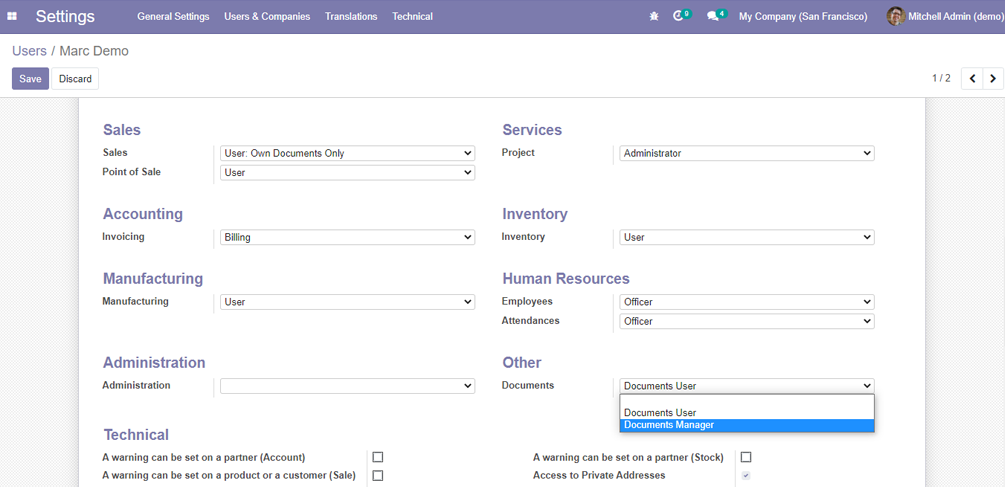 Settings General Settings Users & Companies Translations Technical 9 4 My Company (San Francisco) Mitchell Admin (demo)
Users / Marc Demo
Save Discard 1 / 2
Sales
Sales User: Own Documents Only
Point of Sale User
Services
Project Administrator
Accounting
Invoicing Billing
Inventory
Inventory User
Manufacturing
Manufacturing User
Human Resources
Employees Officer
Attendances Officer
Administration
Administration
Other
Documents Documents User
Documents User
Documents Manager
Technical
A warning can be set on a partner (Account)
A warning can be set on a partner (Stock)
A warning can be set on a product or a customer (Sale)
Access to Private Addresses